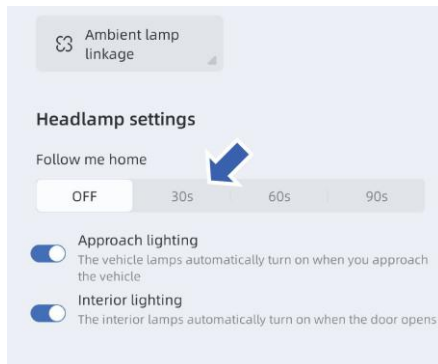 Ambient lamp
linkage
Headlamp settings
Follow me home
OFF 30s 60s 90s
Approach lighting
The vehicle lamps automatically turn on when you approach
the vehicle
Interior lighting
The interior lamps automatically turn on when the door opens